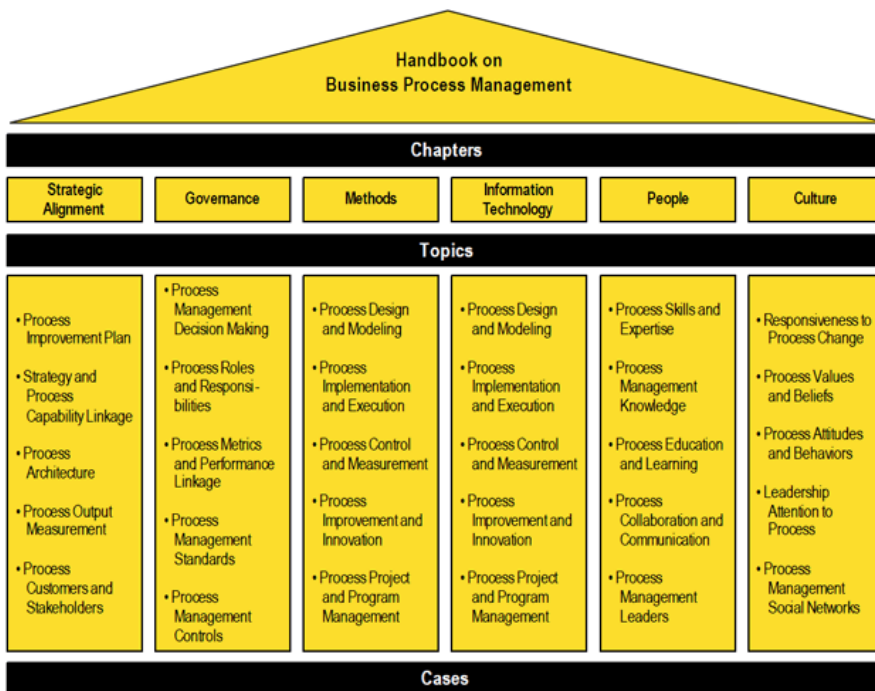 Handbook on
Business Process Management
Chapters
Strategic
Alignment
Governance
Methods
Information
Technology
People
Culture
Topics
• Process
Improvement Plan
• Strategy and
Process
Capability Linkage
• Process
Architecture
• Process Output
Measurement
• Process
Customers and
Stakeholders
• Process
Management
Decision Making
• Process Roles
and Responsi-
bilities
• Process Metrics
and Performance
Linkage
• Process
Management
Standards
• Process
Management
Controls
• Process Design
and Modeling
• Process
Implementation
and Execution
• Process Control
and Measurement
• Process
Improvement and
Innovation
• Process Project
and Program
Management
• Process Design
and Modeling
• Process
Implementation
and Execution
• Process Control
and Measurement
• Process
Improvement and
Innovation
• Process Project
and Program
Management
• Process Skills and
Expertise
• Process
Management
Knowledge
• Process Education
and Learning
• Process
Collaboration and
Communication
• Process
Management
Leaders
• Responsiveness to
Process Change
• Process Values
and Beliefs
• Process Attitudes
and Behaviors
• Leadership
Attention to
Process
• Process
Management
Social Networks
Cases